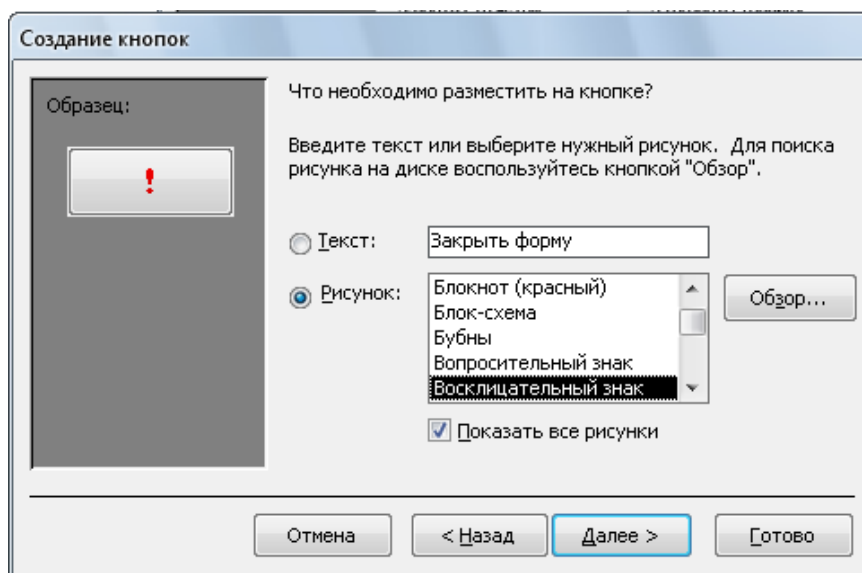 Создание кнопок
Образец:
!
Что необходимо разместить на кнопке?
Введите текст или выберите нужный рисунок. Для поиска
рисунка на диске воспользуйтесь кнопкой "Обзор".
Текст:
Закрыть форму
Рисунок:
Блокнот (красный)
Блок-схема
Бубны
Вопросительный знак
Восклицательный знак
Обзор...
Показать все рисунки
Отмена
< Назад
Далее >
Готово